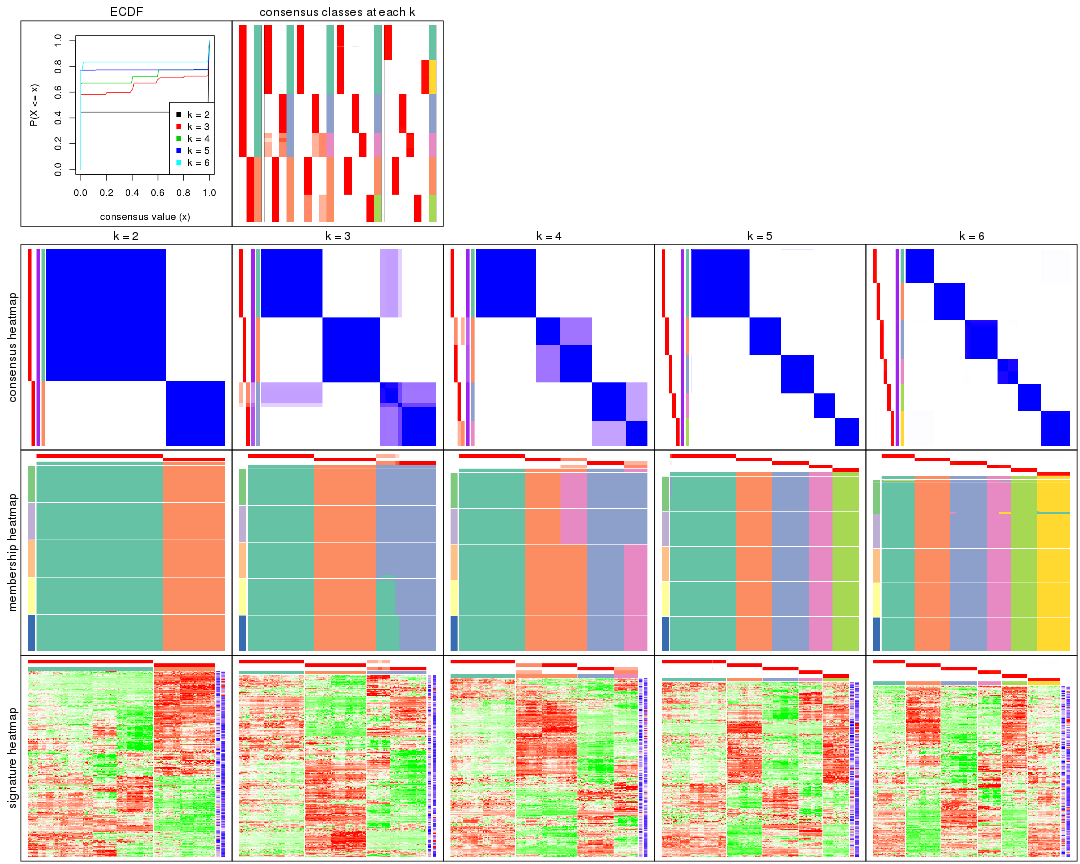 ECDF
consensus classes at each k
P(X <= x)
1.0
0.8
0.6
0.4
0.2
0.0
k = 2
k = 3
k = 4
k = 5
k = 6
0.0 0.2 0.4 0.6 0.8 1.0
consensus value (x)
k = 2
k = 3
k = 4
k = 5
k = 6
consensus heatmap
membership heatmap
signature heatmap